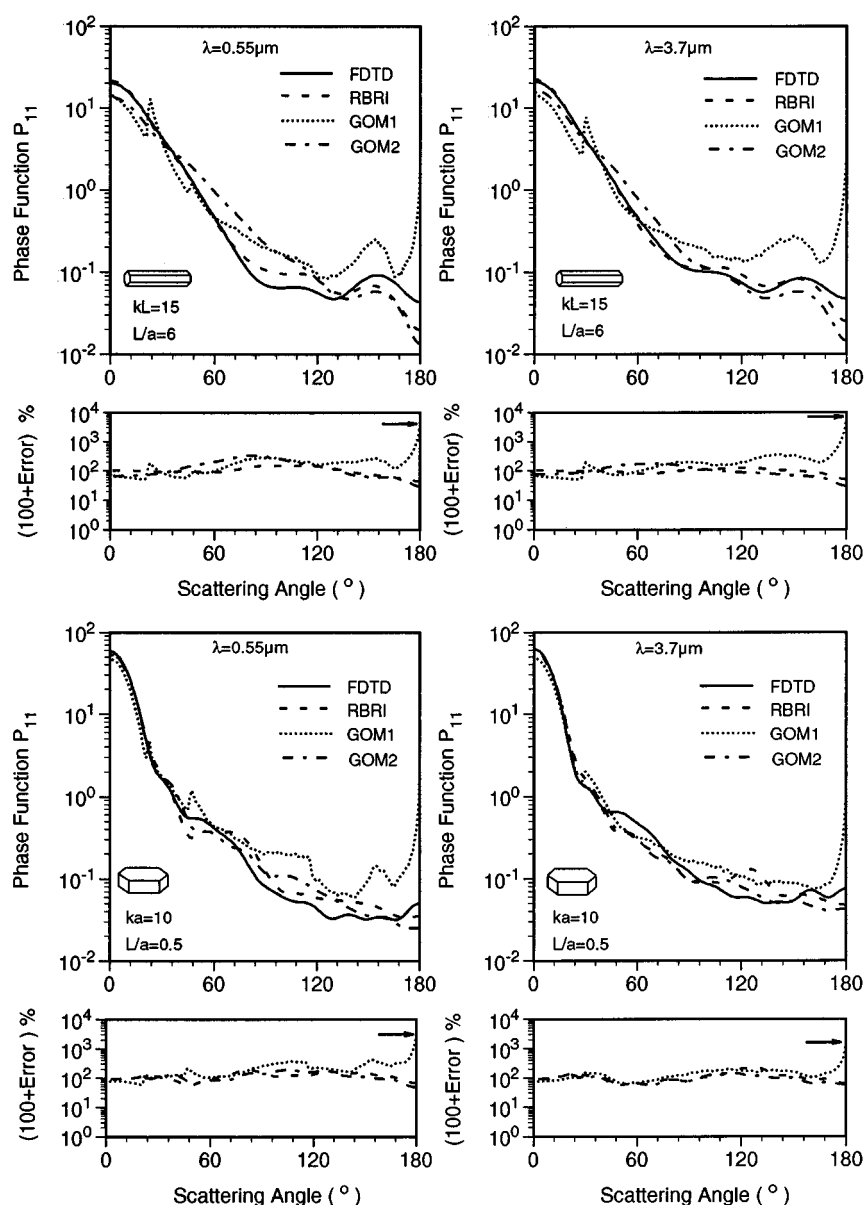 10²
λ=0.55µm
FDTD
RBRI
GOM1
GOM2
10¹
10⁰
10⁻¹
10⁻²
Phase Function P₁₁
kL=15
L/a=6
0 60 120 180
10⁴
10³
10²
10¹
10⁰
(100+Error) %
0 60 120 180
Scattering Angle ( ° )
10²
λ=3.7µm
FDTD
RBRI
GOM1
GOM2
10¹
10⁰
10⁻¹
10⁻²
Phase Function P₁₁
kL=15
L/a=6
0 60 120 180
10⁴
10³
10²
10¹
10⁰
(100+Error) %
0 60 120 180
Scattering Angle ( ° )
10²
λ=0.55µm
FDTD
RBRI
GOM1
GOM2
10¹
10⁰
10⁻¹
10⁻²
Phase Function P₁₁
ka=10
L/a=0.5
0 60 120 180
10⁴
10³
10²
10¹
10⁰
(100+Error ) %
0 60 120 180
Scattering Angle ( ° )
10²
λ=3.7µm
FDTD
RBRI
GOM1
GOM2
10¹
10⁰
10⁻¹
10⁻²
Phase Function P₁₁
ka=10
L/a=0.5
0 60 120 180
10⁴
10³
10²
10¹
10⁰
(100+Error ) %
0 60 120 180
Scattering Angle ( ° )